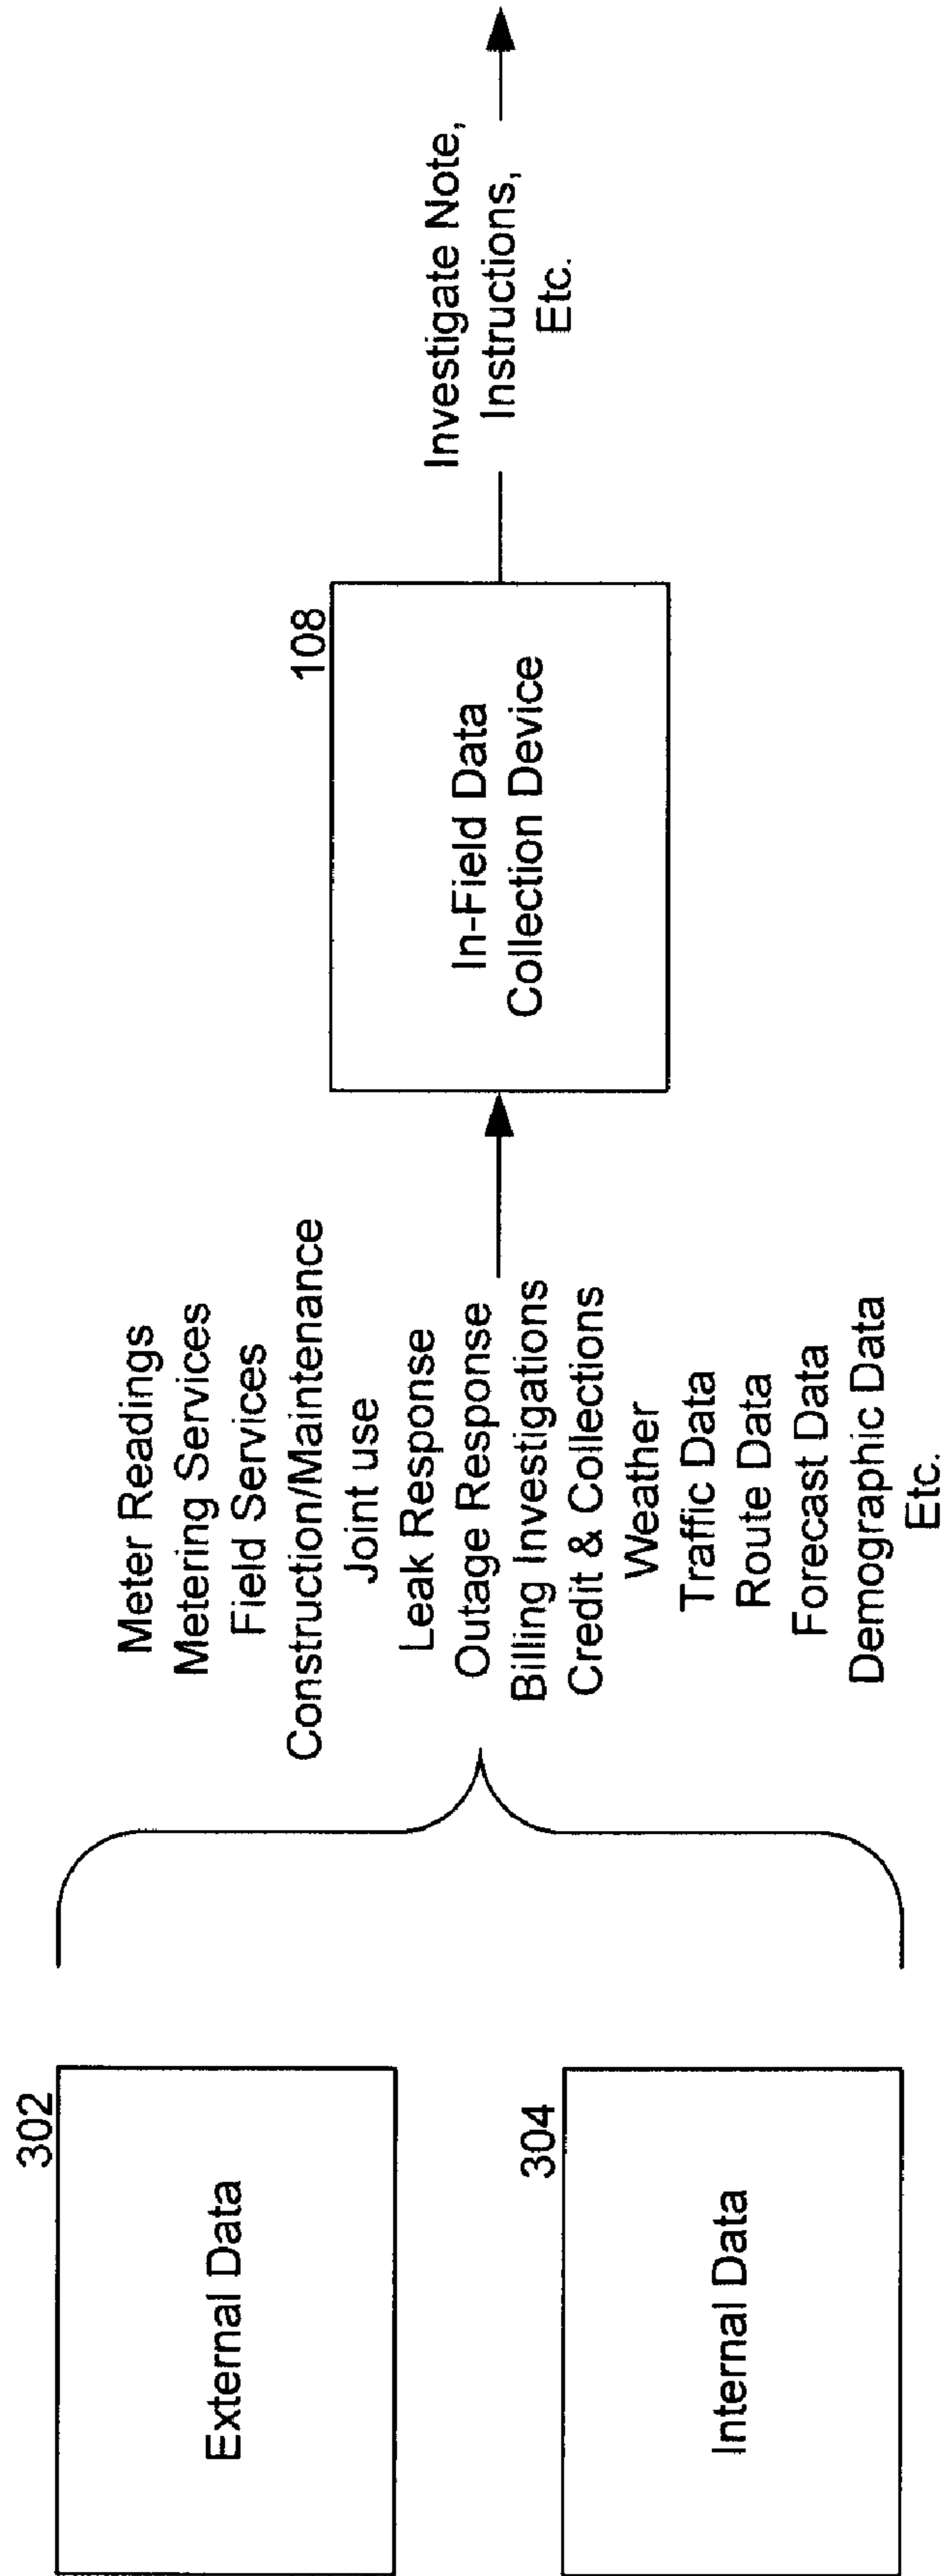 302
External Data
304
Internal Data
Meter Readings
Metering Services
Field Services
Construction/Maintenance
Joint use
Leak Response
Outage Response
Billing Investigations
Credit & Collections
Weather
Traffic Data
Route Data
Forecast Data
Demographic Data
Etc.
108
In-Field Data
Collection Device
Investigate Note,
Instructions,
Etc.